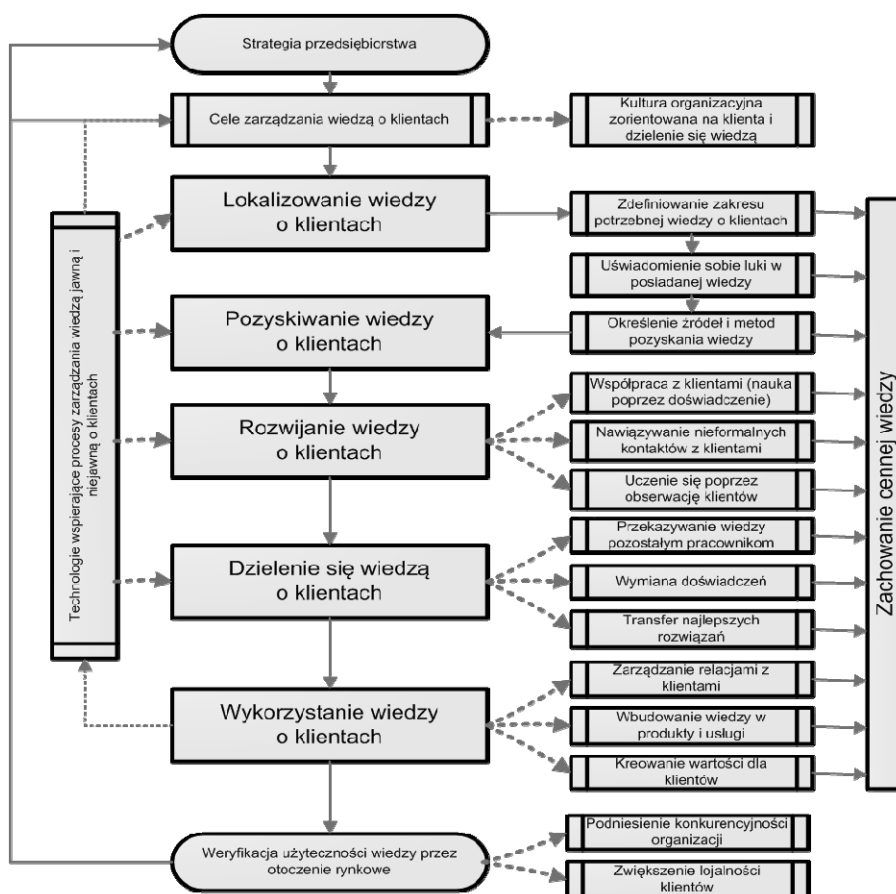 Strategia przedsiębiorstwa
Cele zarządzania wiedzą o klientach
Kultura organizacyjna
zorientowana na klienta i
dzielenie się wiedzą
Lokalizowanie wiedzy
o klientach
Zdefiniowanie zakresu
potrzebnej wiedzy o klientach
Uświadomienie sobie luki w
posiadanej wiedzy
Pozyskiwanie wiedzy
o klientach
Określenie źródeł i metod
pozyskania wiedzy
Technologie wspierające procesy zarządzania wiedzą jawną i
niejawną o klientach
Rozwijanie wiedzy
o klientach
Współpraca z klientami (nauka
poprzez doświadczenie)
Nawiązywanie nieformalnych
kontaktów z klientami
Uczenie się poprzez
obserwację klientów
Zachowanie cennej wiedzy
Dzielenie się wiedzą
o klientach
Przekazywanie wiedzy
pozostałym pracownikom
Wymiana doświadczeń
Transfer najlepszych
rozwiązań
Wykorzystanie wiedzy
o klientach
Zarządzanie relacjami z
klientami
Wbudowanie wiedzy w
produkty i usługi
Kreowanie wartości dla
klientów
Weryfikacja użyteczności wiedzy przez
otoczenie rynkowe
Podniesienie konkurencyjności
organizacji
Zwiększenie lojalności
klientów